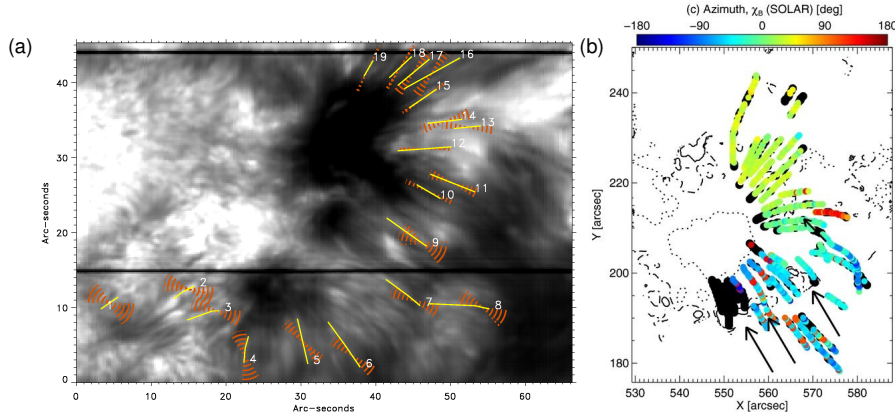 (c) Azimuth, χB (SOLAR) [deg]
−180 −90 0 90 180
(a)
(b)
Arc−seconds
40
30
20
10
0
19 18 17 16
15
14
13
12
11
10
9
1 2 3 4 5 6 7 8
0 10 20 30 40 50 60
Arc−seconds
Y [arcsec]
240
220
200
180
530 540 550 560 570 580
X [arcsec]